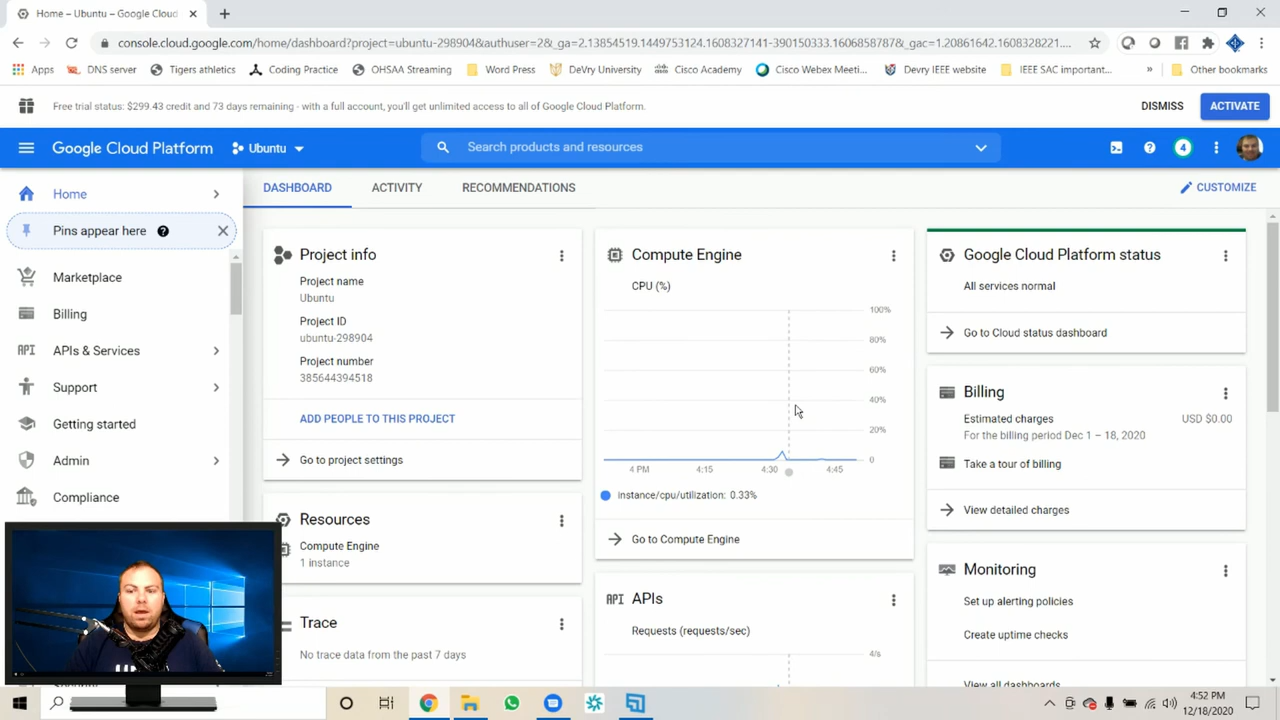 Home – Ubuntu – Google Cloud
console.cloud.google.com/home/dashboard?project=ubuntu-298904&authuser=2&_ga=2.13854519.1449753124.1608327141-390150333.1606858787&_gac=1.20861642.1608328221....
Apps DNS server Tigers athletics Coding Practice OHSAA Streaming Word Press DeVry University Cisco Academy Cisco Webex Meeti... Devry IEEE website IEEE SAC important... » Other bookmarks
Free trial status: $299.43 credit and 73 days remaining - with a full account, you'll get unlimited access to all of Google Cloud Platform.
DISMISS ACTIVATE
Google Cloud Platform Ubuntu Search products and resources 4
Home
Pins appear here
Marketplace
Billing
API APIs & Services
Support
Getting started
Admin
Compliance
DASHBOARD ACTIVITY RECOMMENDATIONS CUSTOMIZE
Project info
Project name
Ubuntu
Project ID
ubuntu-298904
Project number
385644394518
ADD PEOPLE TO THIS PROJECT
Go to project settings
Resources
Compute Engine
1 instance
Trace
No trace data from the past 7 days
Compute Engine
CPU (%)
100%
80%
60%
40%
20%
0
4 PM 4:15 4:30 4:45
instance/cpu/utilization: 0.33%
Go to Compute Engine
API APIs
Requests (requests/sec)
Google Cloud Platform status
All services normal
Go to Cloud status dashboard
Billing
Estimated charges USD $0.00
For the billing period Dec 1 – 18, 2020
Take a tour of billing
View detailed charges
Monitoring
Set up alerting policies
Create uptime checks
View all dashboards
4:52 PM
12/18/2020